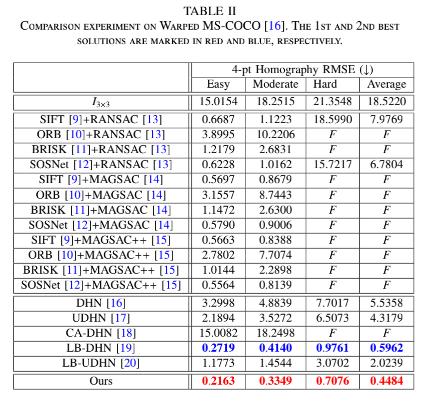 TABLE II
COMPARISON EXPERIMENT ON WARPED MS-COCO [16]. THE 1ST AND 2ND BEST
SOLUTIONS ARE MARKED IN RED AND BLUE, RESPECTIVELY.
4-pt Homography RMSE (↓)
Easy Moderate Hard Average
I3×3 15.0154 18.2515 21.3548 18.5220
SIFT [9]+RANSAC [13] 0.6687 1.1223 18.5990 7.9769
ORB [10]+RANSAC [13] 3.8995 10.2206 F F
BRISK [11]+RANSAC [13] 1.2179 2.6831 F F
SOSNet [12]+RANSAC [13] 0.6228 1.0162 15.7217 6.7804
SIFT [9]+MAGSAC [14] 0.5697 0.8679 F F
ORB [10]+MAGSAC [14] 3.1557 8.7443 F F
BRISK [11]+MAGSAC [14] 1.1472 2.6300 F F
SOSNet [12]+MAGSAC [14] 0.5790 0.9006 F F
SIFT [9]+MAGSAC++ [15] 0.5663 0.8388 F F
ORB [10]+MAGSAC++ [15] 2.7802 7.7074 F F
BRISK [11]+MAGSAC++ [15] 1.0144 2.2898 F F
SOSNet [12]+MAGSAC++ [15] 0.5564 0.8139 F F
DHN [16] 3.2998 4.8839 7.7017 5.5358
UDHN [17] 2.1894 3.5272 6.5073 4.3179
CA-DHN [18] 15.0082 18.2498 F F
LB-DHN [19] 0.2719 0.4140 0.9761 0.5962
LB-UDHN [20] 1.1773 1.4544 3.0702 2.0239
Ours 0.2163 0.3349 0.7076 0.4484